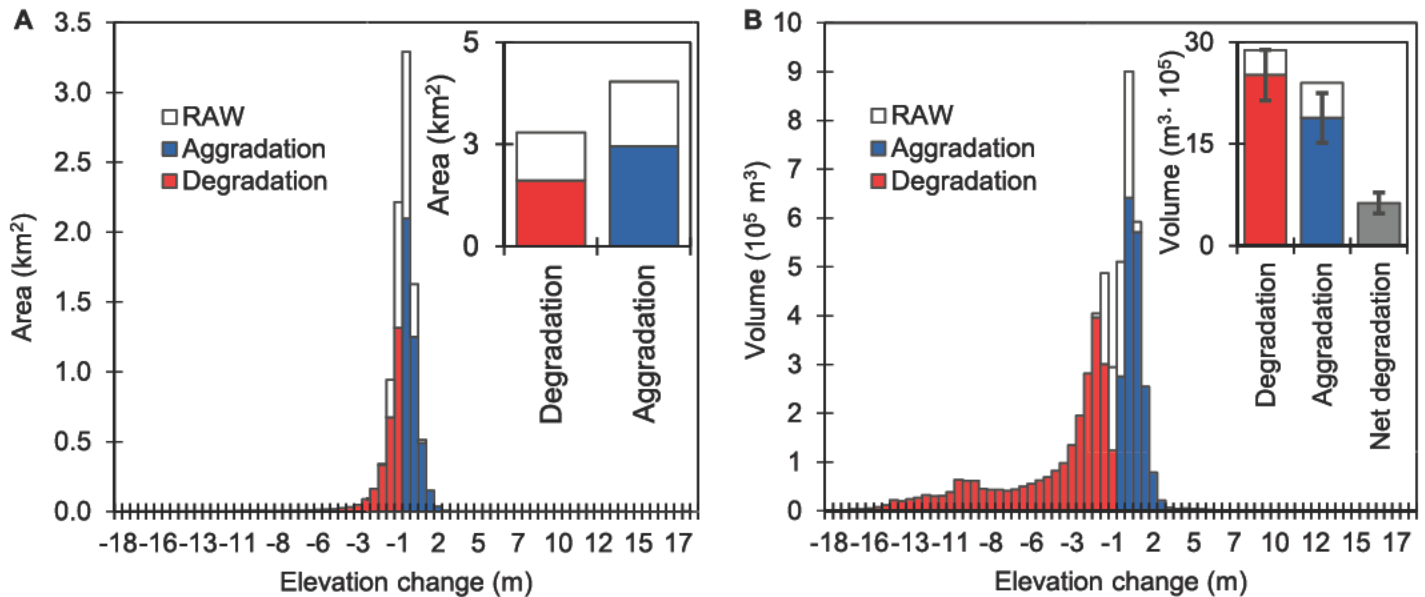 A
3.5
3.0
2.5
2.0
1.5
1.0
0.5
0.0
Area (km²)
RAW
Aggradation
Degradation
-18 -16 -13 -11 -8 -6 -3 -1 2 5 7 10 12 15 17
Elevation change (m)
5
3
0
Area (km²)
Degradation
Aggradation
B
10
9
8
7
6
5
4
3
2
1
0
Volume (10⁵ m³)
RAW
Aggradation
Degradation
-18 -16 -13 -11 -8 -6 -3 -1 2 5 7 10 12 15 17
Elevation change (m)
30
15
0
Volume (m³· 10⁵)
Degradation
Aggradation
Net degradation